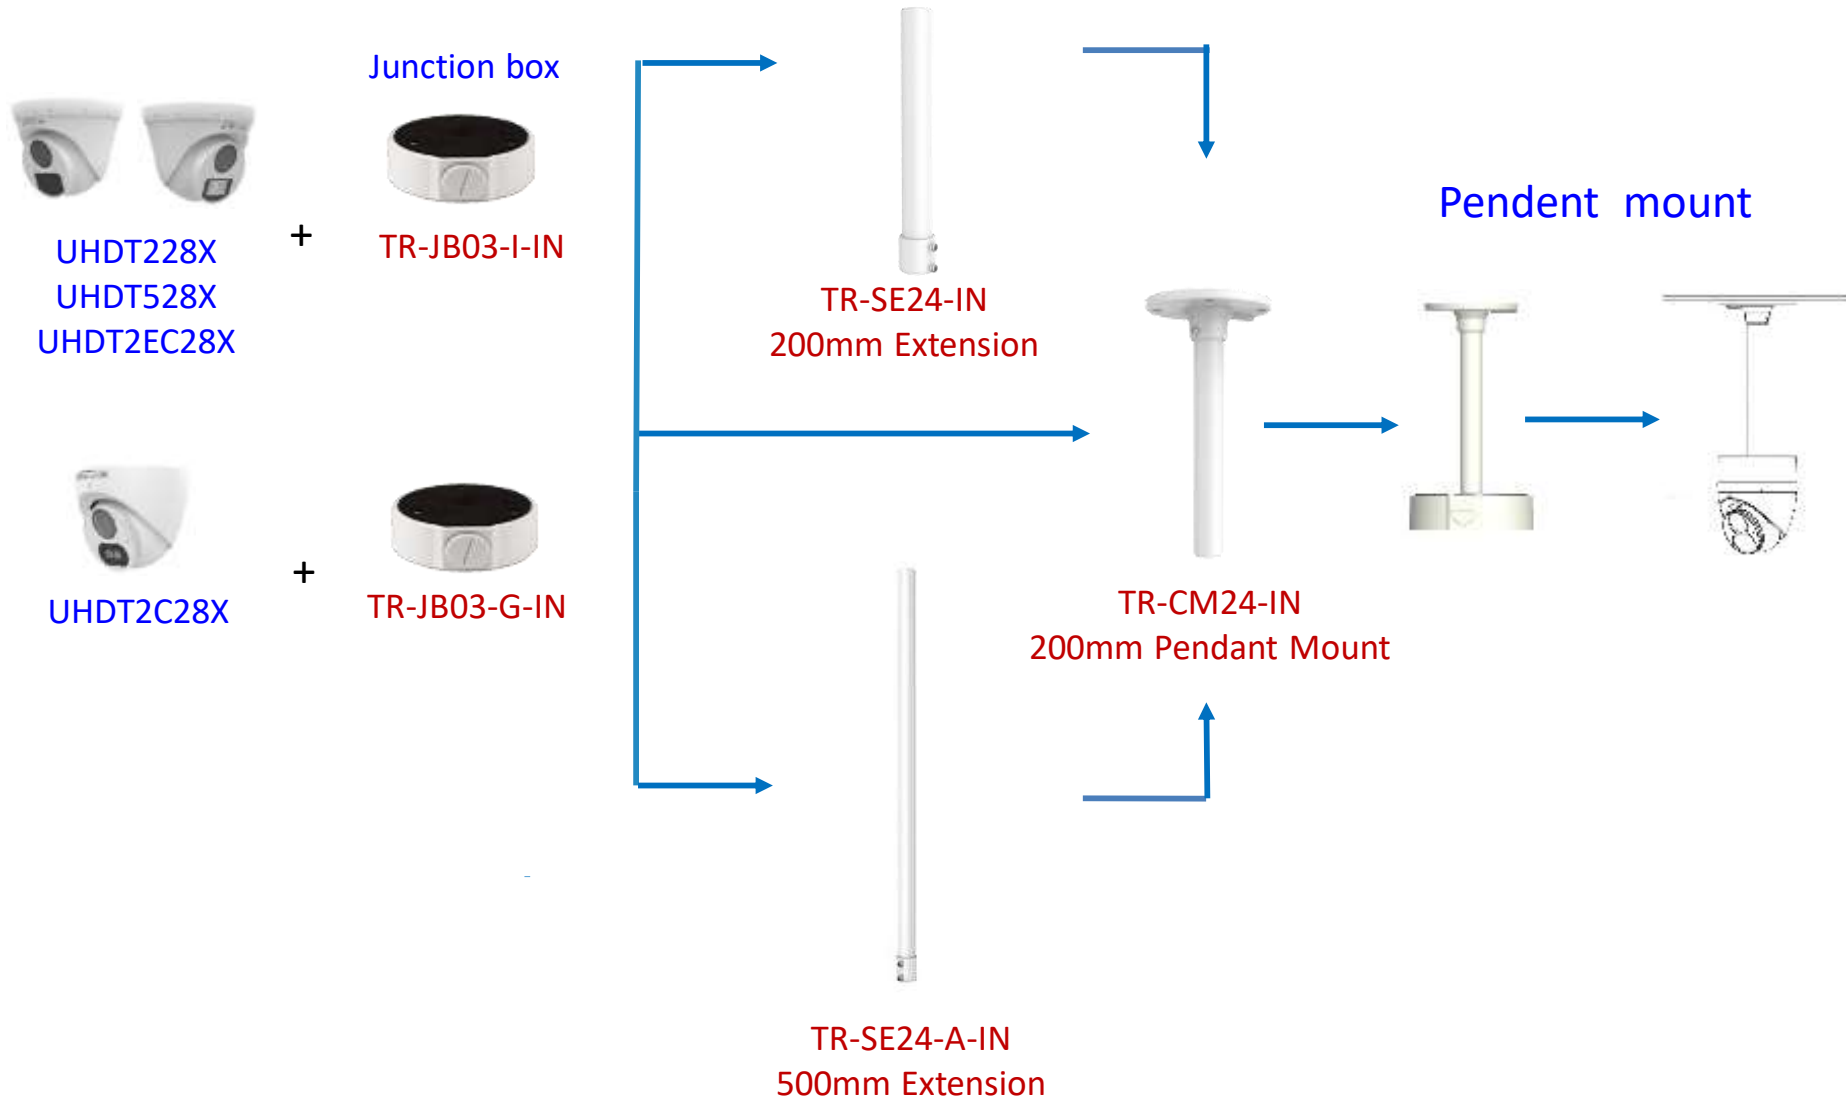 Junction box
UHDT228X
UHDT528X
UHDT2EC28X
+
TR-JB03-I-IN
UHDT2C28X
+
TR-JB03-G-IN
TR-SE24-IN
200mm Extension
TR-CM24-IN
200mm Pendant Mount
TR-SE24-A-IN
500mm Extension
Pendent mount